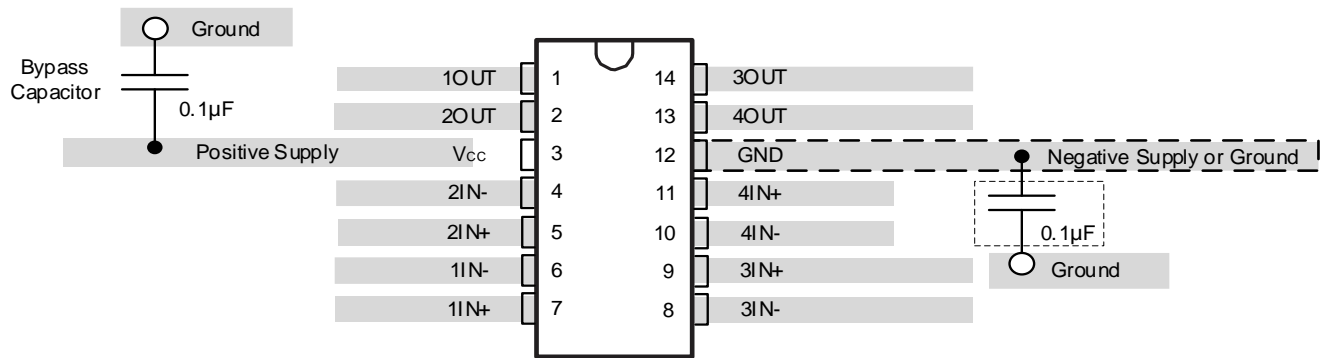 Ground
Bypass
Capacitor
0.1µF
Positive Supply
1OUT
2OUT
Vcc
2IN-
2IN+
1IN-
1IN+
1
2
3
4
5
6
7
14
13
12
11
10
9
8
3OUT
4OUT
GND
4IN+
4IN-
3IN+
3IN-
Negative Supply or Ground
0.1µF
Ground